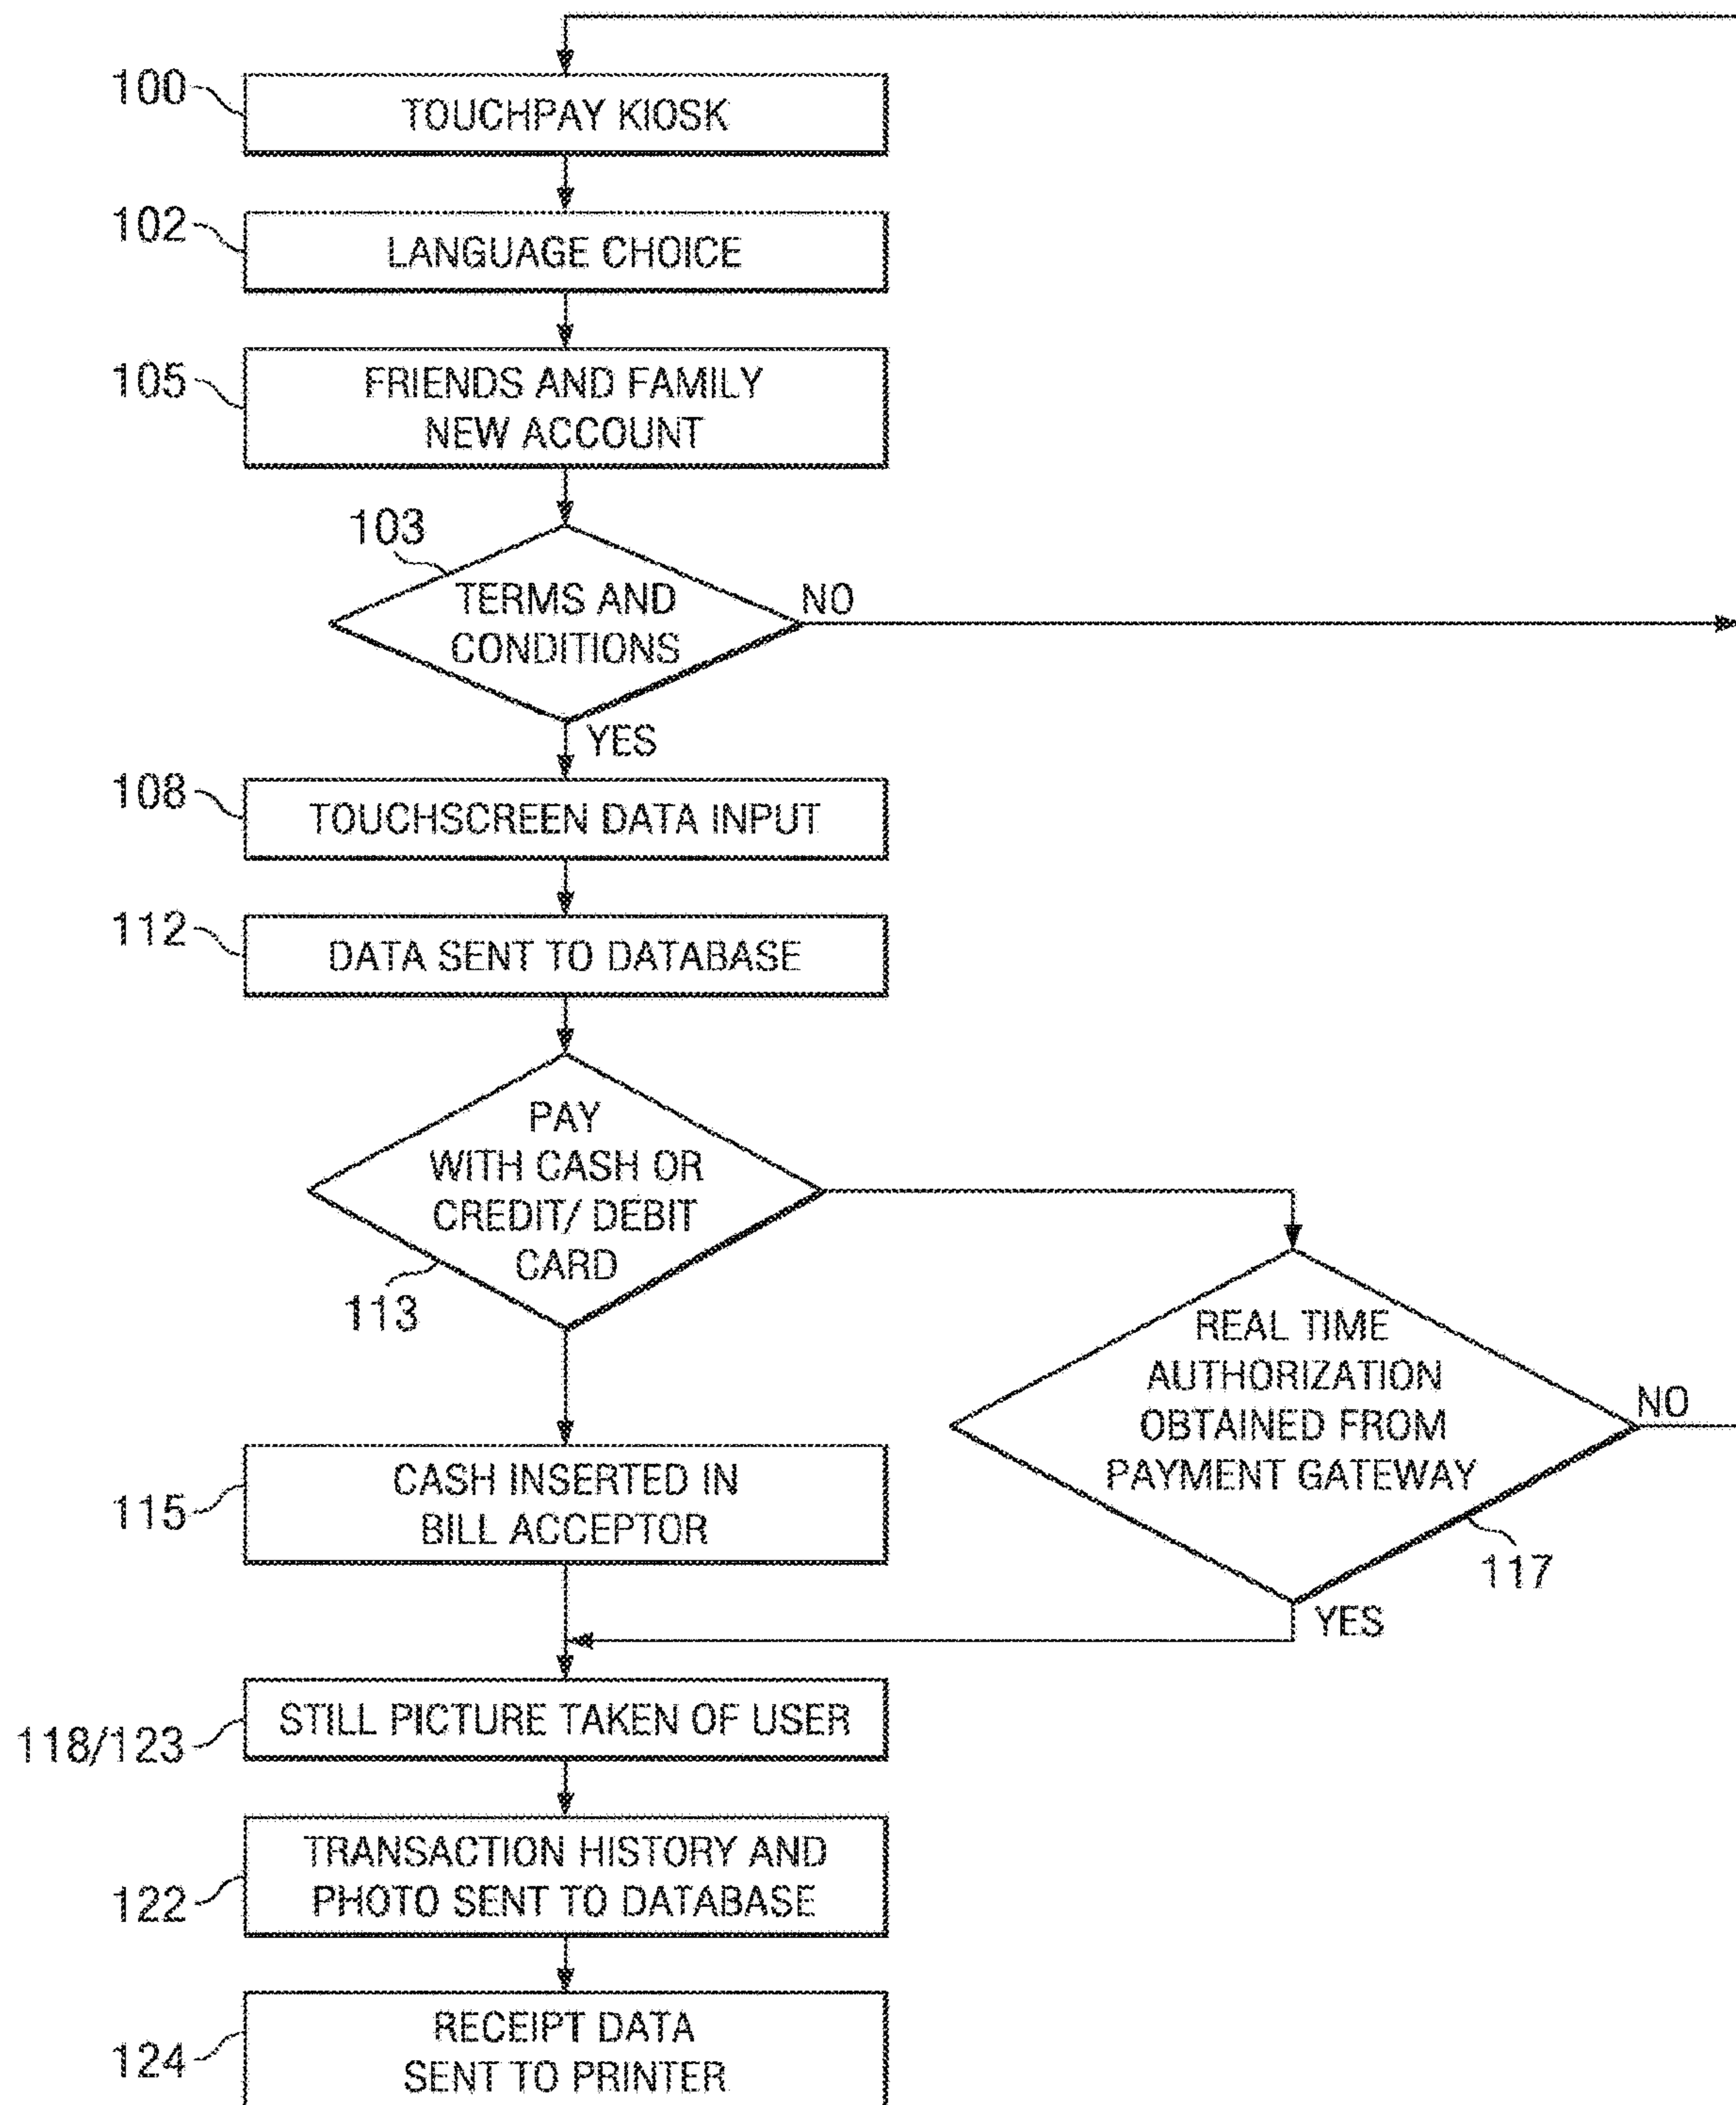 100
TOUCHPAY KIOSK
102
LANGUAGE CHOICE
105
FRIENDS AND FAMILY
NEW ACCOUNT
103
TERMS AND
CONDITIONS
NO
YES
108
TOUCHSCREEN DATA INPUT
112
DATA SENT TO DATABASE
PAY
WITH CASH OR
CREDIT/ DEBIT
CARD
113
REAL TIME
AUTHORIZATION
OBTAINED FROM
PAYMENT GATEWAY
NO
117
YES
115
CASH INSERTED IN
BILL ACCEPTOR
118/123
STILL PICTURE TAKEN OF USER
122
TRANSACTION HISTORY AND
PHOTO SENT TO DATABASE
124
RECEIPT DATA
SENT TO PRINTER